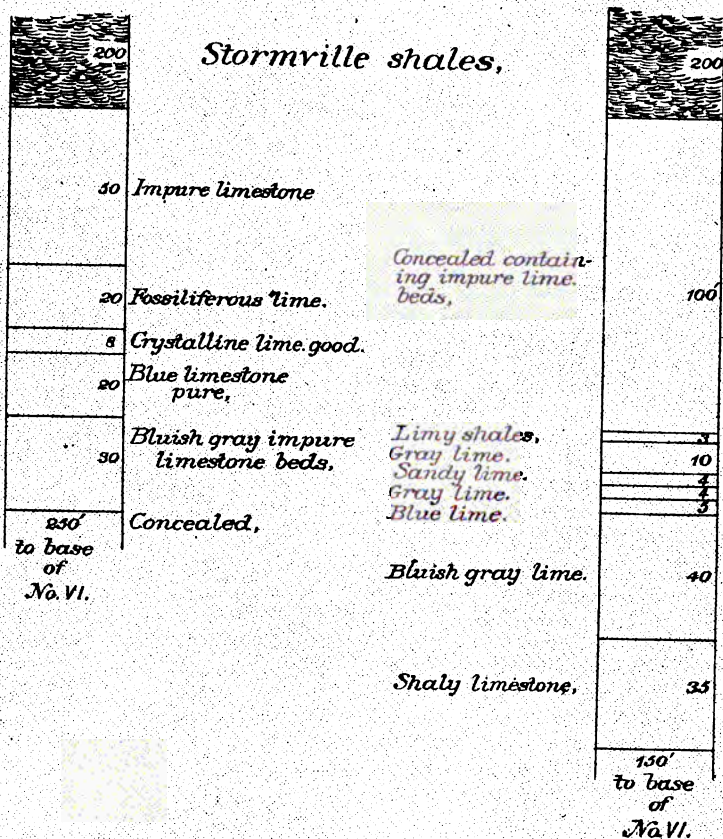 Stormville shales,
200
50 Impure limestone
20 Fossiliferous lime.
8 Crystalline lime. good.
20 Blue limestone
pure,
30 Bluish gray impure
limestone beds,
Concealed,
250'
to base
of
No. VI.
200
Concealed contain-
ing impure lime.
beds, 100'
Limy shales, 3
Gray lime. 10
Sandy lime. 4
Gray lime. 4
Blue lime. 5
Bluish gray lime. 40
Shaly limestone, 35
150'
to base
of
No. VI.